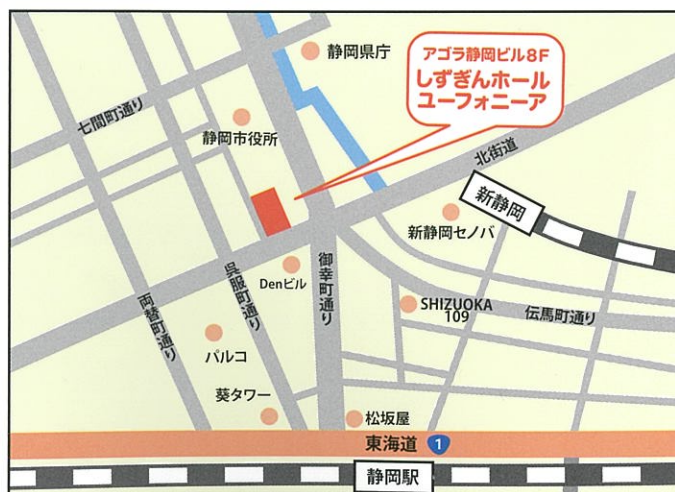 静岡県庁
アゴラ静岡ビル8F
しずぎんホール
ユーフォニーア
七間町通り
静岡市役所
北街道
新静岡
新静岡セノバ
Denビル
御幸町通り
呉服町通り
両替町通り
SHIZUOKA
109
伝馬町通り
パルコ
葵タワー
松坂屋
東海道
1
静岡駅